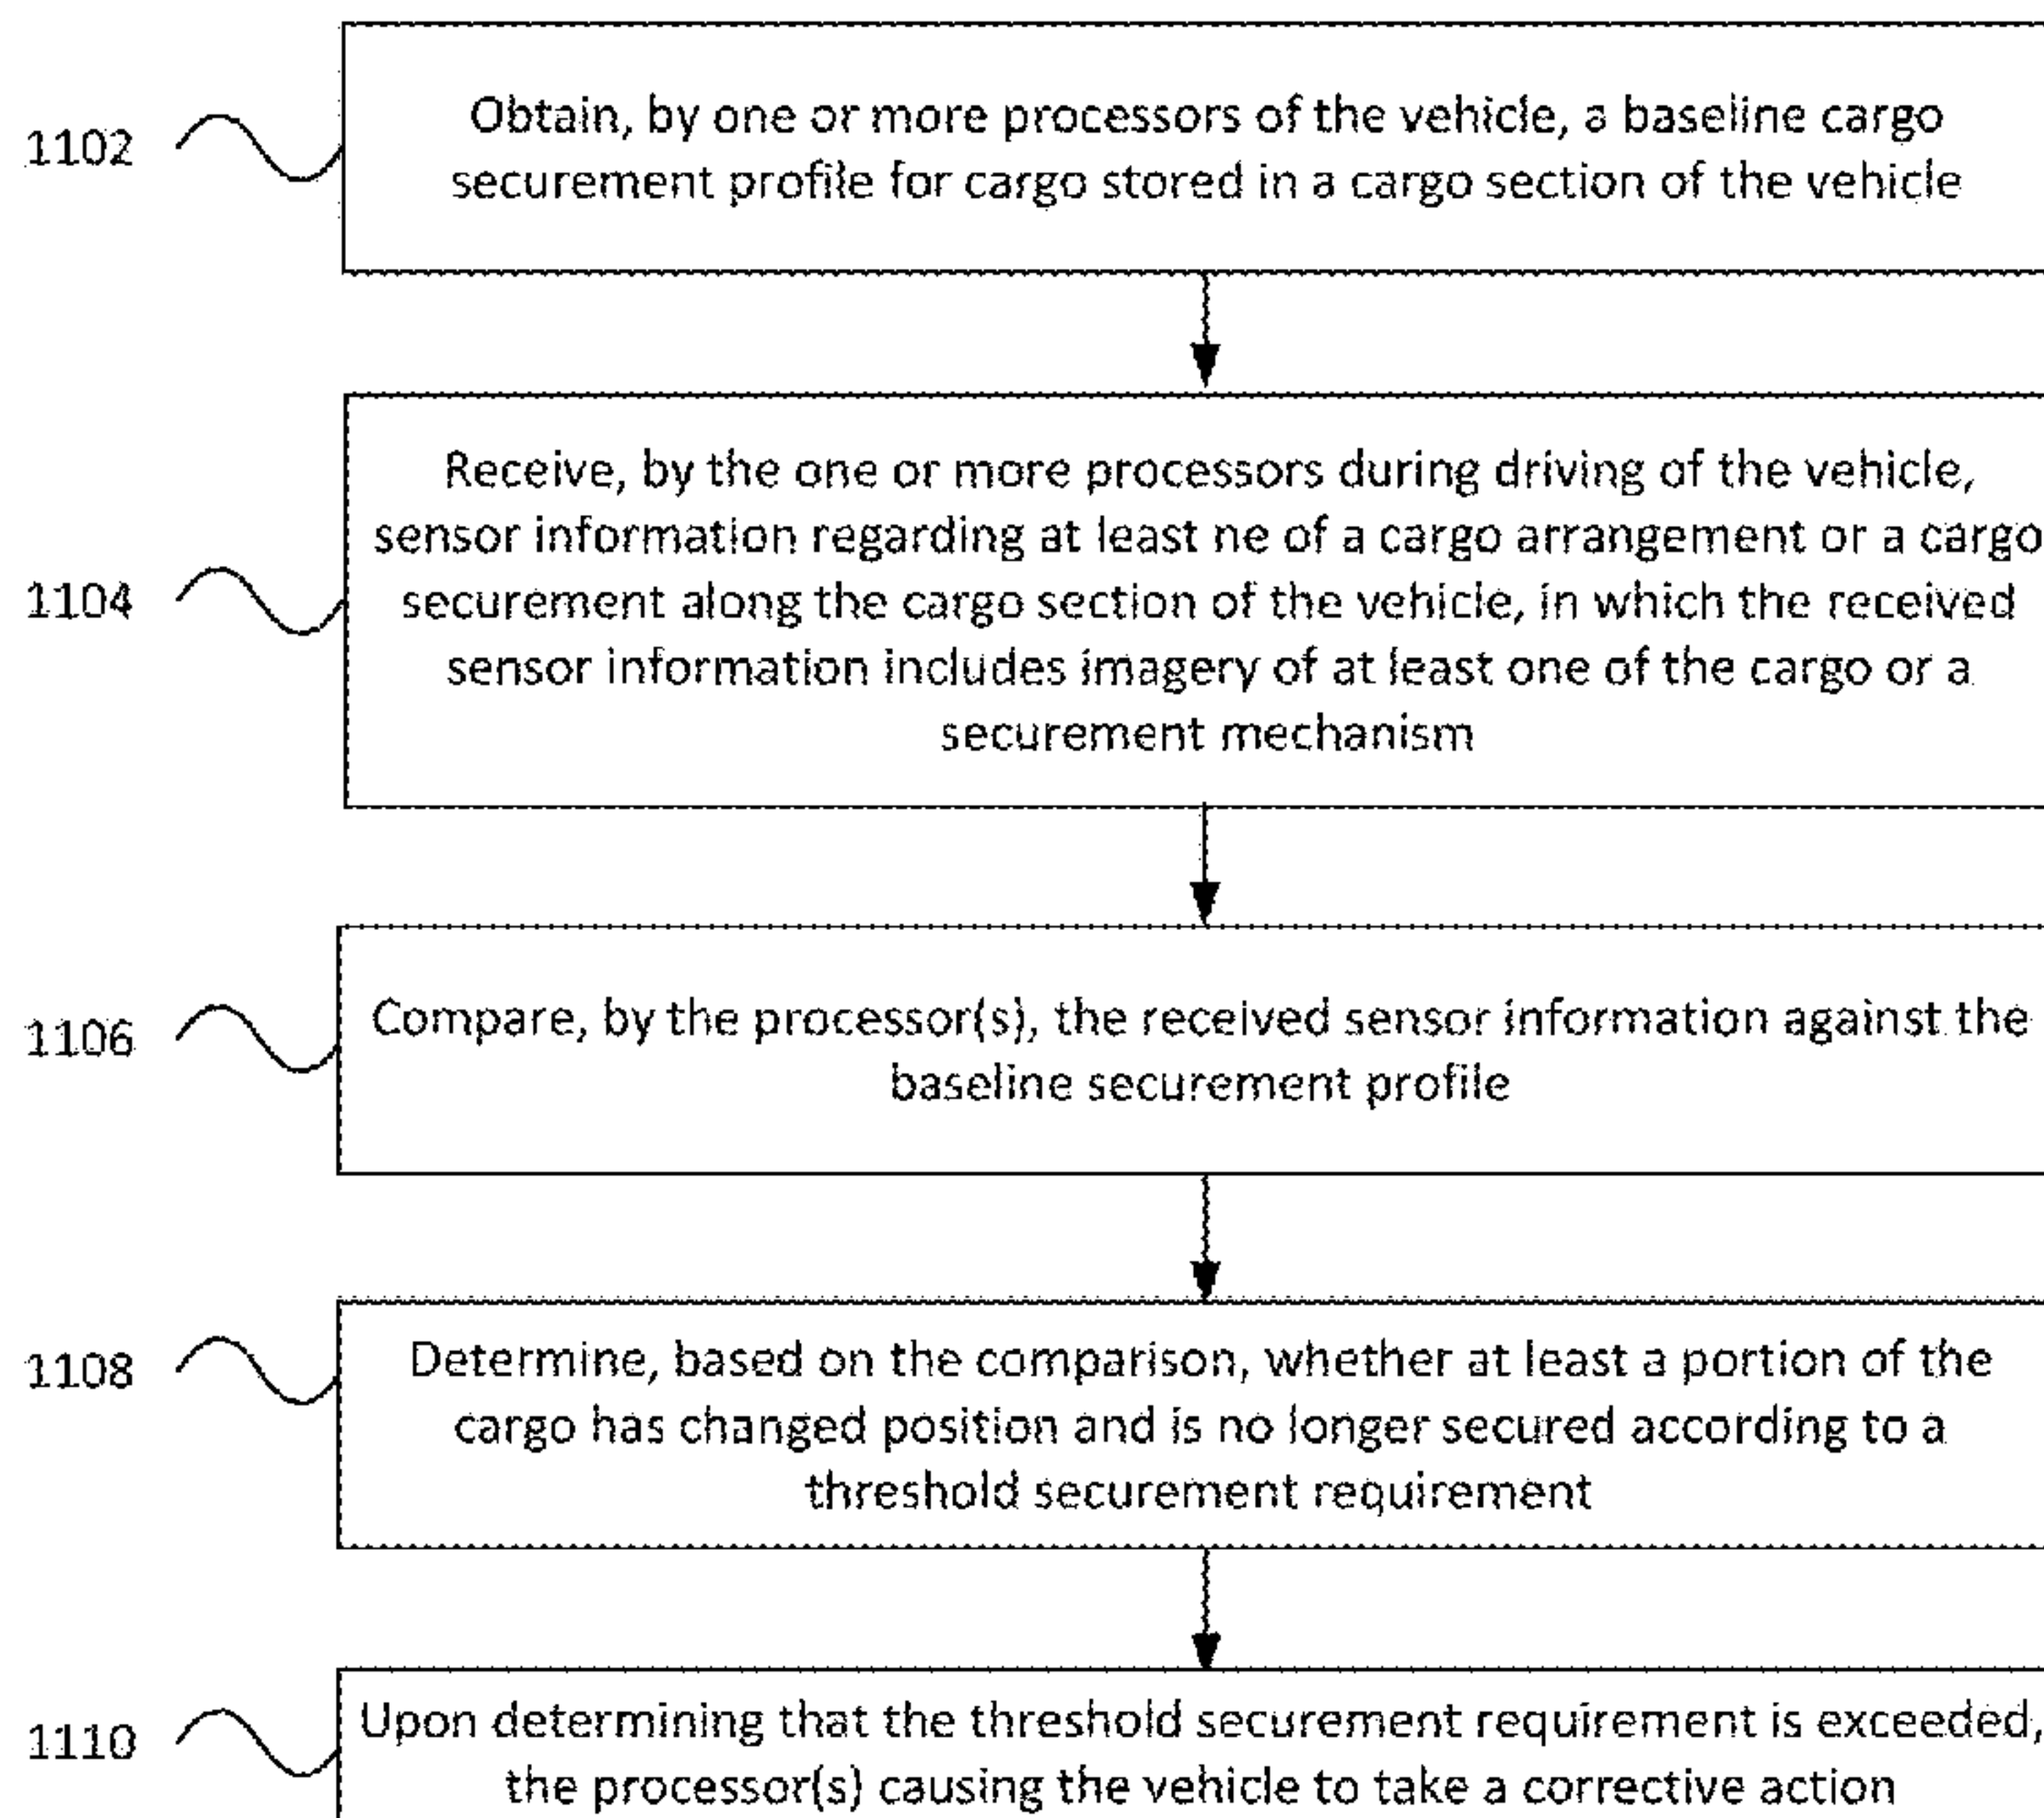 1102
Obtain, by one or more processors of the vehicle, a baseline cargo
securement profile for cargo stored in a cargo section of the vehicle
1104
Receive, by the one or more processors during driving of the vehicle,
sensor information regarding at least ne of a cargo arrangement or a cargo
securement along the cargo section of the vehicle, in which the received
sensor information includes imagery of at least one of the cargo or a
securement mechanism
1106
Compare, by the processor(s), the received sensor information against the
baseline securement profile
1108
Determine, based on the comparison, whether at least a portion of the
cargo has changed position and is no longer secured according to a
threshold securement requirement
1110
Upon determining that the threshold securement requirement is exceeded,
the processor(s) causing the vehicle to take a corrective action